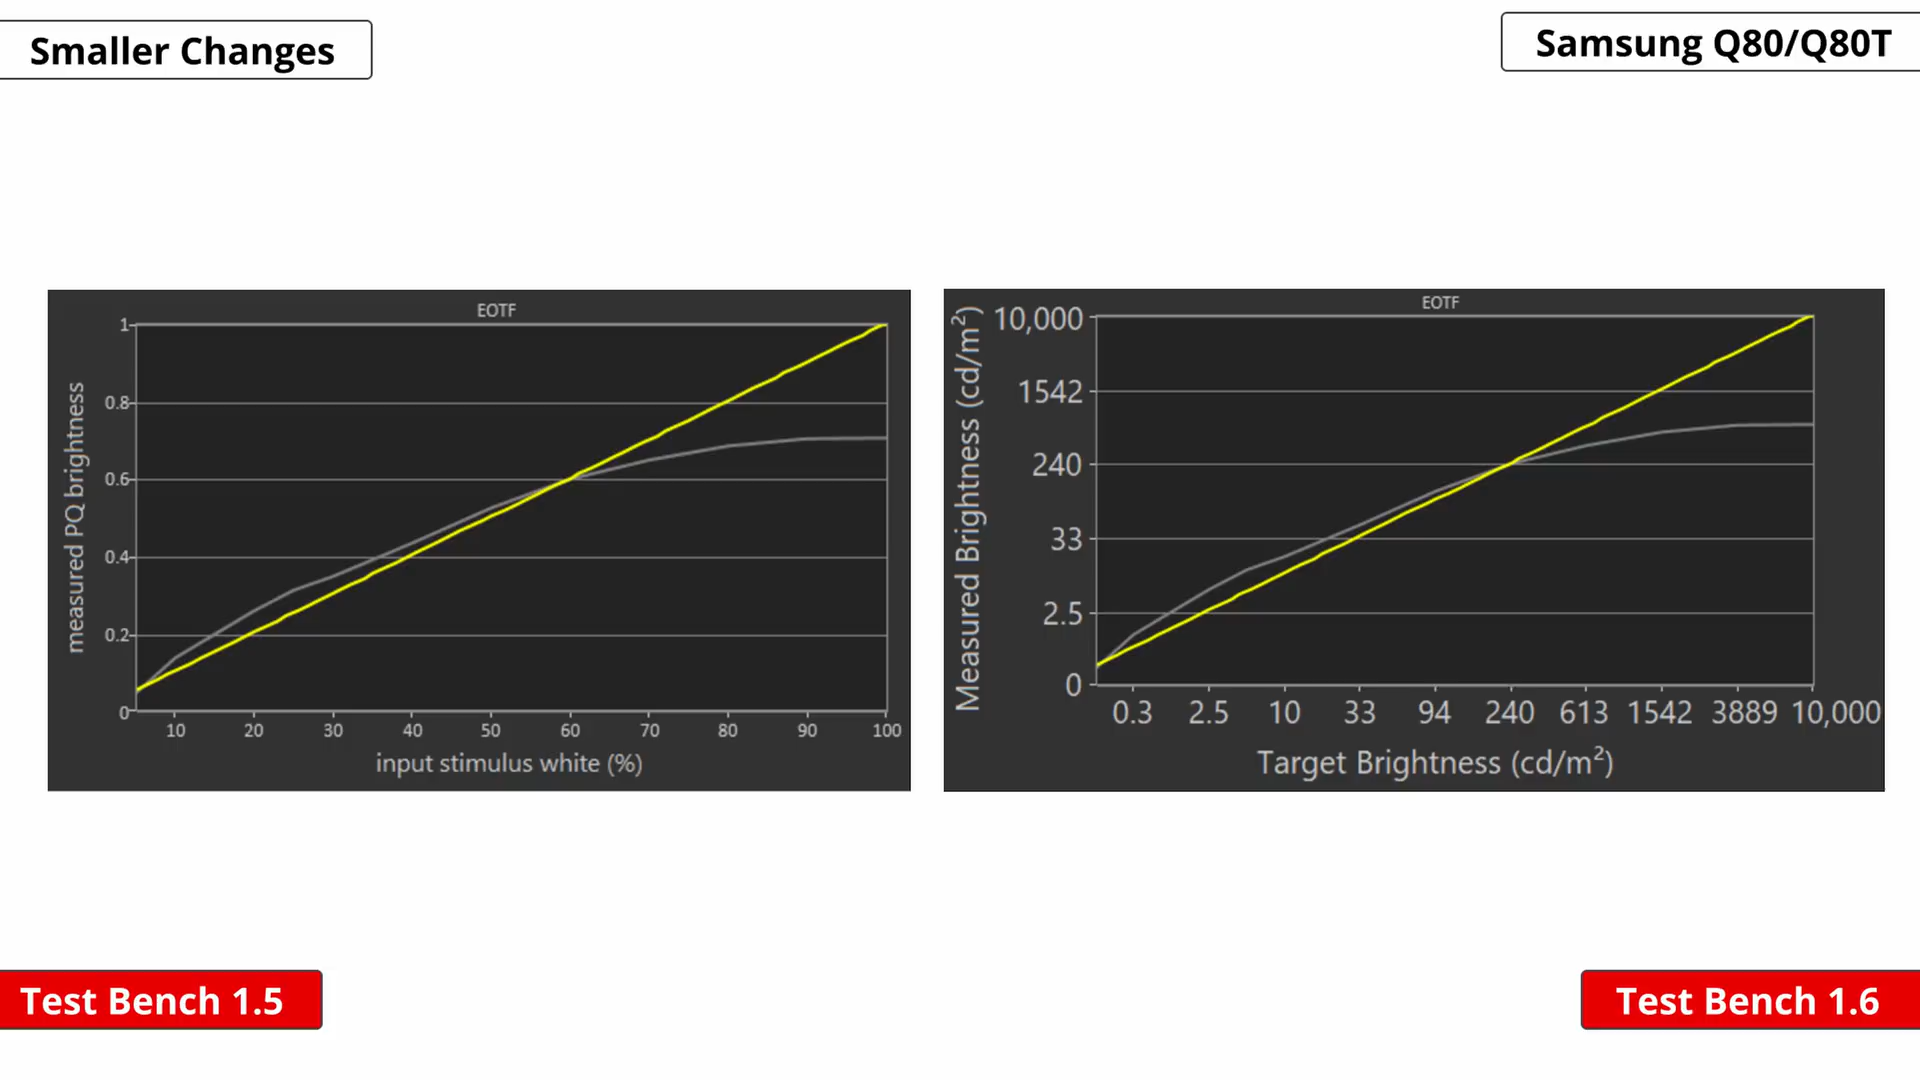 Smaller Changes
Samsung Q80/Q80T
EOTF
1
0.8
0.6
0.4
0.2
0
measured PQ brightness
10 20 30 40 50 60 70 80 90 100
input stimulus white (%)
EOTF
10,000
1542
240
33
2.5
0
Measured Brightness (cd/m²)
0.3 2.5 10 33 94 240 613 1542 3889 10,000
Target Brightness (cd/m²)
Test Bench 1.5
Test Bench 1.6